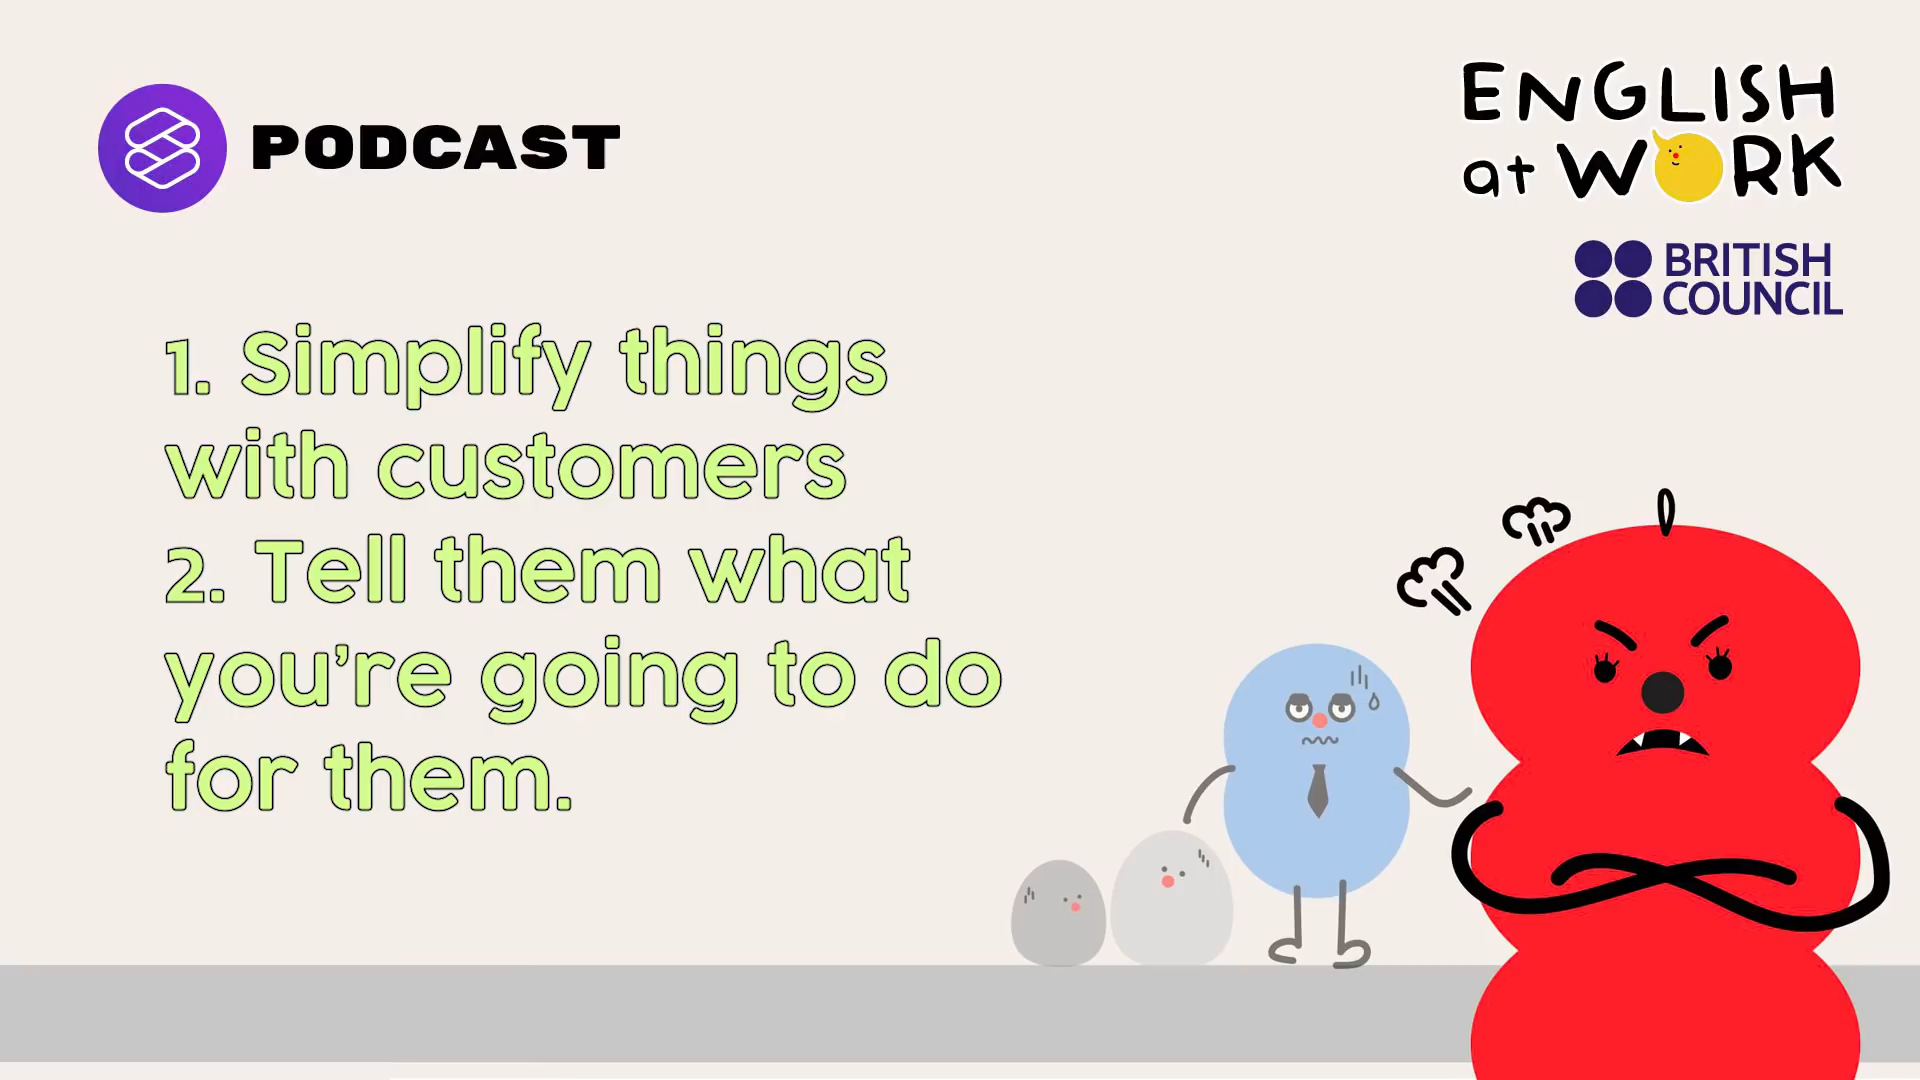 PODCAST
ENGLISH
at WORK
BRITISH
COUNCIL
1. Simplify things
with customers
2. Tell them what
you're going to do
for them.